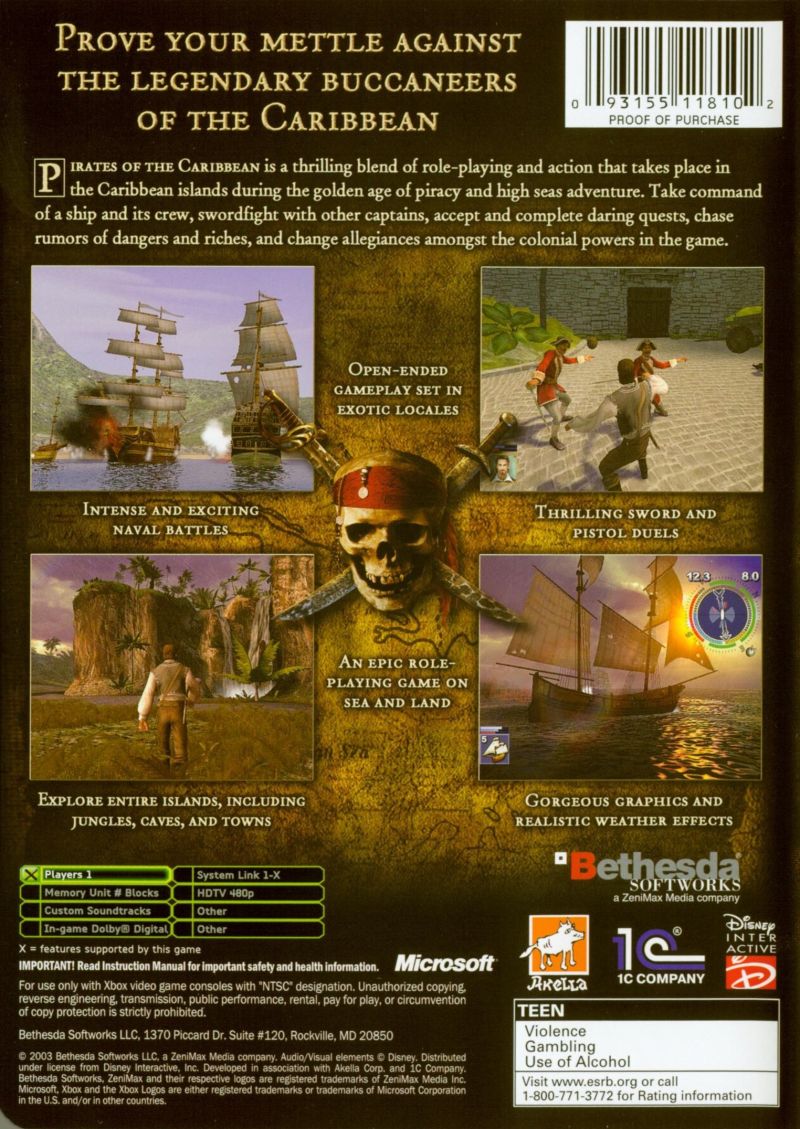 PROVE YOUR METTLE AGAINST
THE LEGENDARY BUCCANEERS
OF THE CARIBBEAN
0 93155 11810 2
PROOF OF PURCHASE
PIRATES OF THE CARIBBEAN is a thrilling blend of role-playing and action that takes place in
the Caribbean islands during the golden age of piracy and high seas adventure. Take command
of a ship and its crew, swordfight with other captains, accept and complete daring quests, chase
rumors of dangers and riches, and change allegiances amongst the colonial powers in the game.
OPEN-ENDED
GAMEPLAY SET IN
EXOTIC LOCALES
INTENSE AND EXCITING
NAVAL BATTLES
THRILLING SWORD AND
PISTOL DUELS
12.3 8.0
5
AN EPIC ROLE-
PLAYING GAME ON
SEA AND LAND
EXPLORE ENTIRE ISLANDS, INCLUDING
JUNGLES, CAVES, AND TOWNS
GORGEOUS GRAPHICS AND
REALISTIC WEATHER EFFECTS
X Players 1
Memory Unit # Blocks
Custom Soundtracks
In-game Dolby® Digital
System Link 1-X
HDTV 480p
Other
Other
X = features supported by this game
IMPORTANT! Read Instruction Manual for important safety and health information.
Microsoft®
For use only with Xbox video game consoles with "NTSC" designation. Unauthorized copying,
reverse engineering, transmission, public performance, rental, pay for play, or circumvention
of copy protection is strictly prohibited.
Bethesda Softworks LLC, 1370 Piccard Dr. Suite #120, Rockville, MD 20850
© 2003 Bethesda Softworks LLC, a ZeniMax Media company. Audio/Visual elements © Disney. Distributed
under license from Disney Interactive, Inc. Developed in association with Akella Corp. and 1C Company.
Bethesda Softworks, ZeniMax and their respective logos are registered trademarks of ZeniMax Media Inc.
Microsoft, Xbox and the Xbox Logos are either registered trademarks or trademarks of Microsoft Corporation
in the U.S. and/or in other countries.
Bethesda®
SOFTWORKS
a ZeniMax Media company
AKELLA
1C®
1C COMPANY
DISNEY
INTER
ACTIVE
D
TEEN
Violence
Gambling
Use of Alcohol
Visit www.esrb.org or call
1-800-771-3772 for Rating information